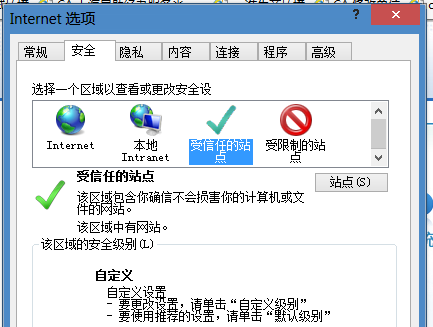 Internet 选项
?
常规 安全 隐私 内容 连接 程序 高级
选择一个区域以查看或更改安全设
Internet
本地
Intranet
受信任的站
点
受限制的站
点
受信任的站点
站点(S)
该区域包含你确信不会损害你的计算机或文
件的网站。
该区域中有网站。
该区域的安全级别(L)
自定义
自定义设置
- 要更改设置，请单击“自定义级别”
- 要使用推荐的设置，请单击“默认级别”